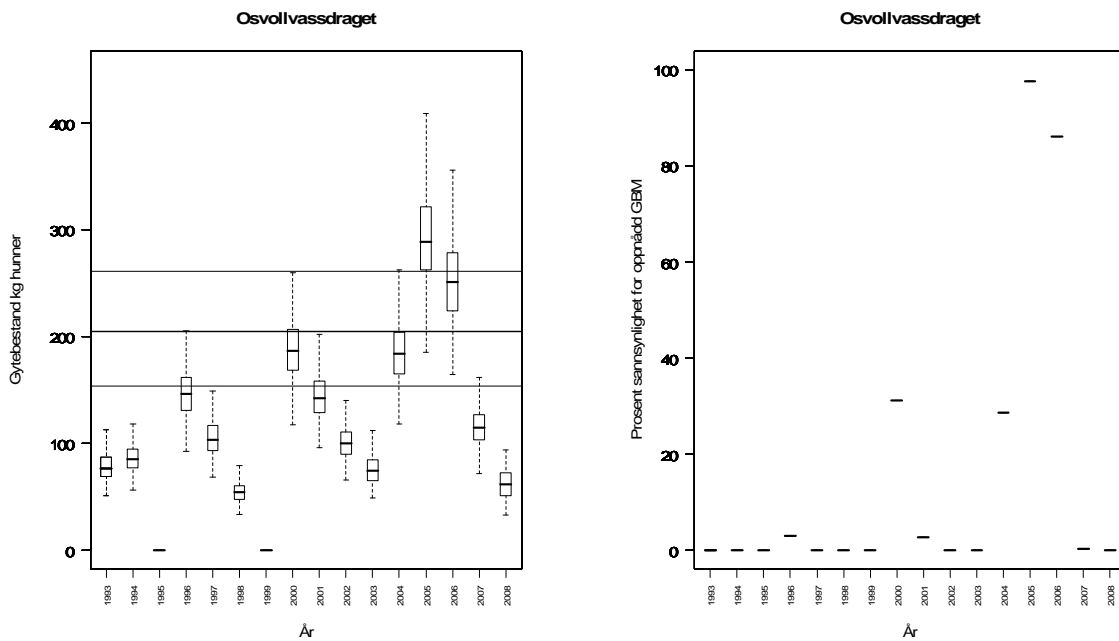 Osvollvassdraget
Gytebestand kg hunner
400
300
200
100
0
1993 1994 1995 1996 1997 1998 1999 2000 2001 2002 2003 2004 2005 2006 2007 2008
År
Osvollvassdraget
Prosent sannsynlighet for oppnådd GBM
100
80
60
40
20
0
1993 1994 1995 1996 1997 1998 1999 2000 2001 2002 2003 2004 2005 2006 2007 2008
År